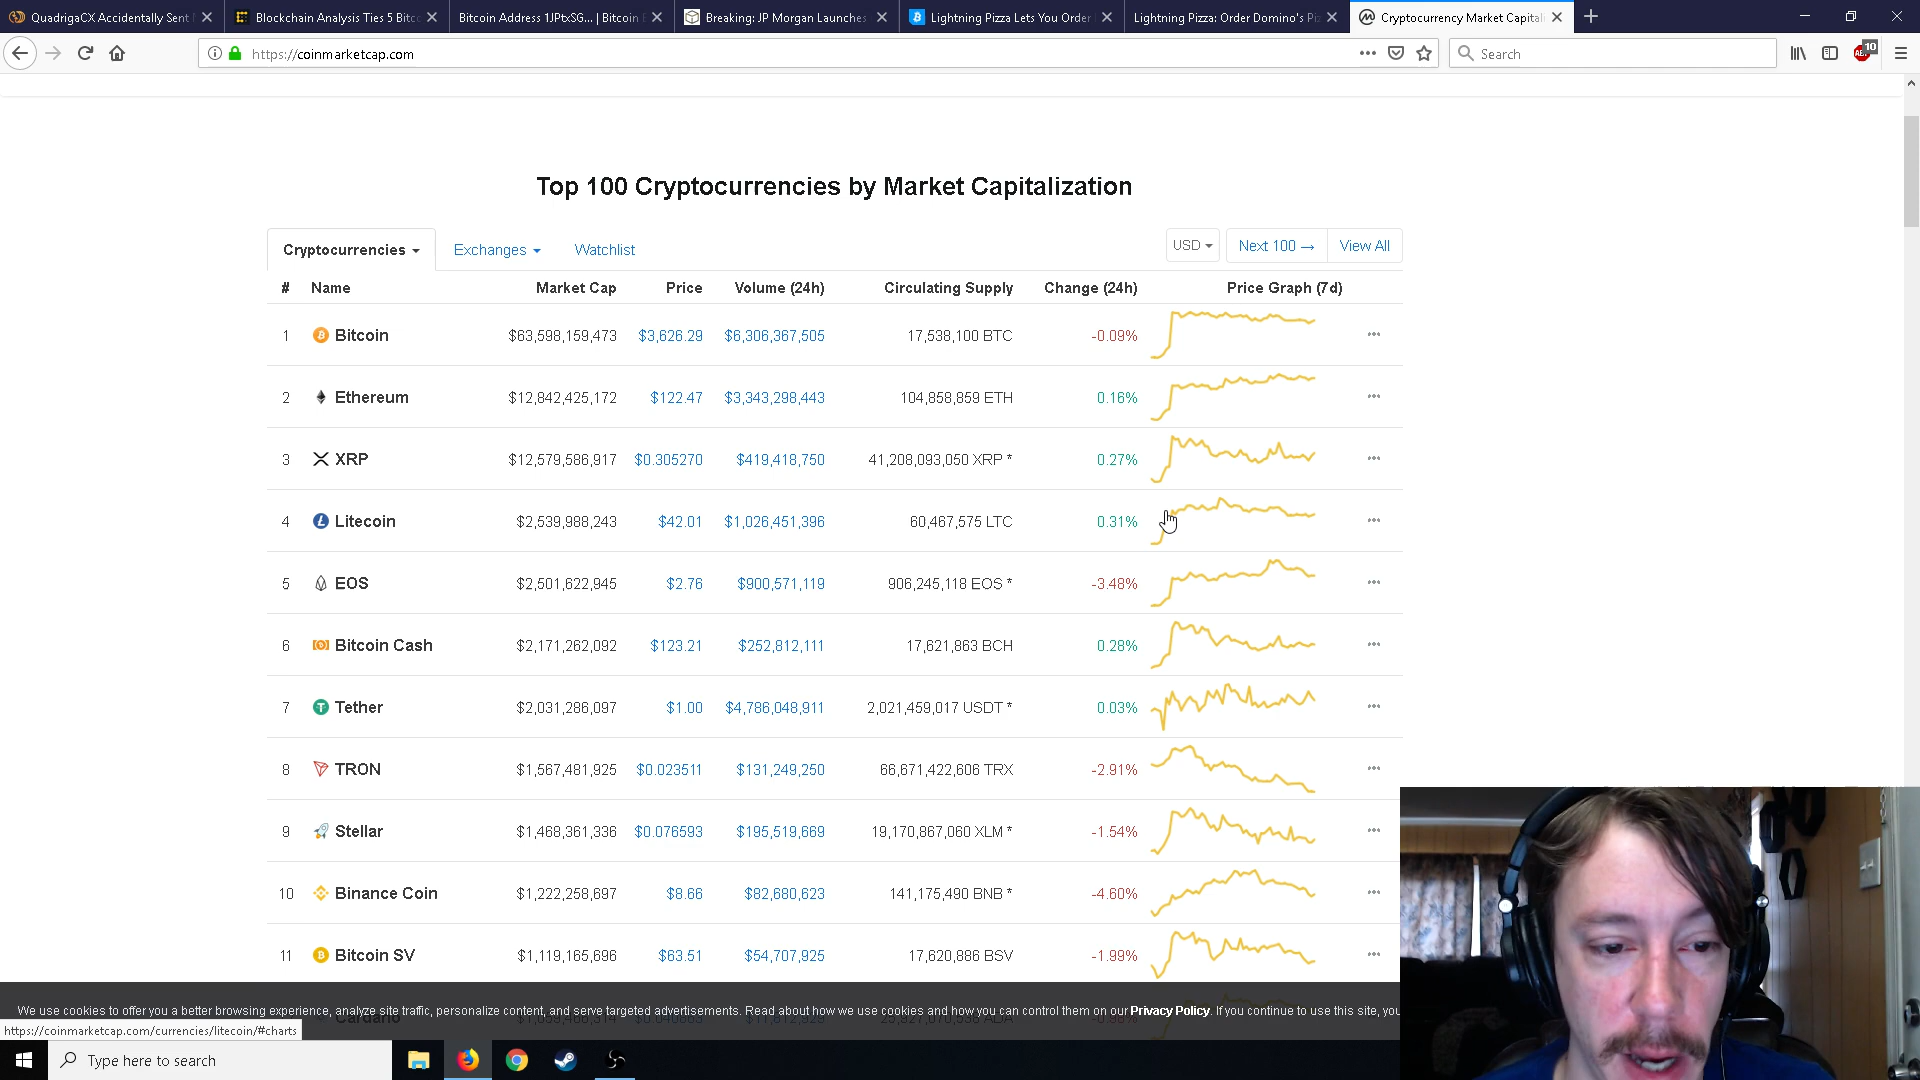 QuadrigaCX Accidentally Sent
Blockchain Analysis Ties 5 Bitco
Bitcoin Address 1JPtxSG... | Bitcoin
Breaking: JP Morgan Launches
Lightning Pizza Lets You Order
Lightning Pizza: Order Domino's Pi
Cryptocurrency Market Capital
https://coinmarketcap.com
Search
10
Top 100 Cryptocurrencies by Market Capitalization
Cryptocurrencies Exchanges Watchlist USD Next 100 → View All
# Name Market Cap Price Volume (24h) Circulating Supply Change (24h) Price Graph (7d)
1 Bitcoin $63,598,159,473 $3,626.29 $6,306,367,505 17,538,100 BTC -0.09%
2 Ethereum $12,842,425,172 $122.47 $3,343,298,443 104,858,859 ETH 0.16%
3 XRP $12,579,586,917 $0.305270 $419,418,750 41,208,093,050 XRP * 0.27%
4 Litecoin $2,539,988,243 $42.01 $1,026,451,396 60,467,575 LTC 0.31%
5 EOS $2,501,622,945 $2.76 $900,571,119 906,245,118 EOS * -3.48%
6 Bitcoin Cash $2,171,262,092 $123.21 $252,812,111 17,621,863 BCH 0.28%
7 Tether $2,031,286,097 $1.00 $4,786,048,911 2,021,459,017 USDT * 0.03%
8 TRON $1,567,481,925 $0.023511 $131,249,250 66,671,422,606 TRX -2.91%
9 Stellar $1,468,361,336 $0.076593 $195,519,669 19,170,867,060 XLM * -1.54%
10 Binance Coin $1,222,258,697 $8.66 $82,680,623 141,175,490 BNB * -4.60%
11 Bitcoin SV $1,119,165,696 $63.51 $54,707,925 17,620,886 BSV -1.99%
We use cookies to offer you a better browsing experience, analyze site traffic, personalize content, and serve targeted advertisements. Read about how we use cookies and how you can control them on our Privacy Policy. If you continue to use this site, you
Cardano
https://coinmarketcap.com/currencies/litecoin/#charts
Type here to search